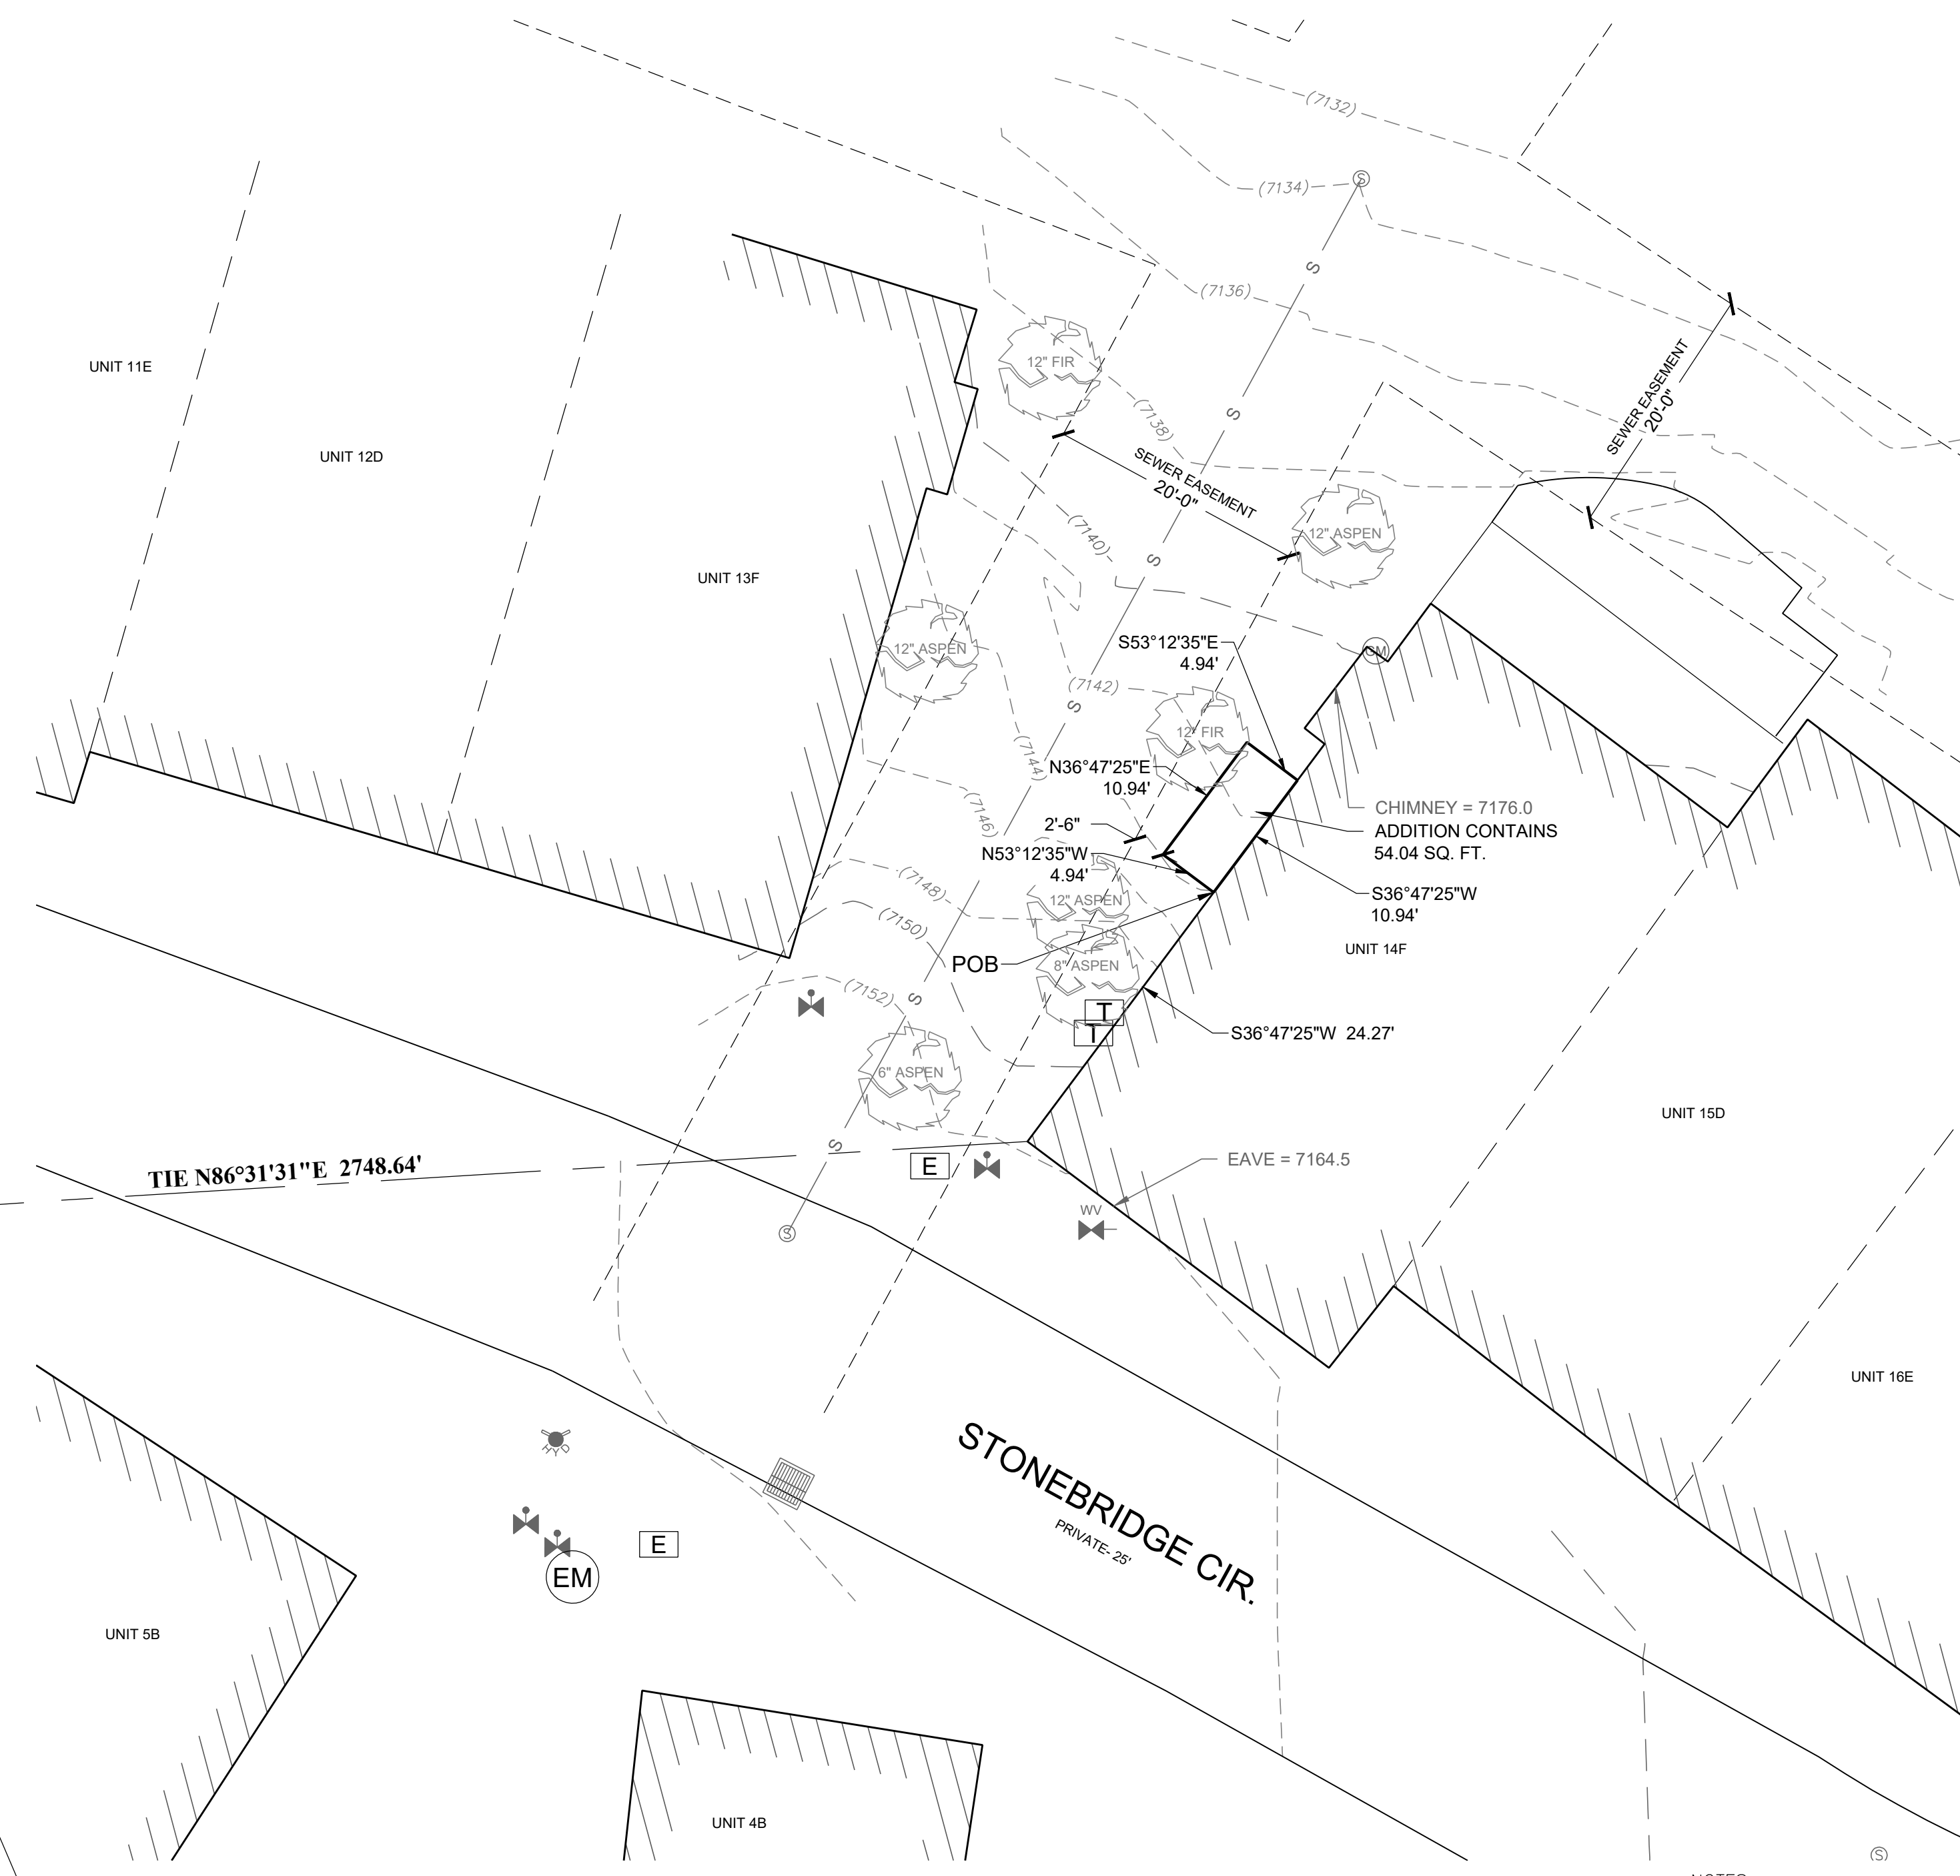 (7132)
(7134)
S
S
(7136)
UNIT 11E
12" FIR
SEWER EASEMENT
20'-0"
(7138)
S
UNIT 12D
SEWER EASEMENT
20'-0"
(7140)
12" ASPEN
S
UNIT 13F
12" ASPEN
S53°12'35"E
4.94'
GM
(7142)
S
12" FIR
(7144)
N36°47'25"E
10.94'
CHIMNEY = 7176.0
ADDITION CONTAINS
54.04 SQ. FT.
(7146)
2'-6"
N53°12'35"W
4.94'
(7148)
12" ASPEN
S36°47'25"W
10.94'
(7150)
UNIT 14F
POB
8" ASPEN
(7152)
S
T
T
S36°47'25"W 24.27'
6" ASPEN
UNIT 15D
S
TIE N86°31'31"E 2748.64'
E
EAVE = 7164.5
WV
S
UNIT 16E
HYD
STONEBRIDGE CIR.
PRIVATE- 25'
E
EM
UNIT 5B
UNIT 4B
S